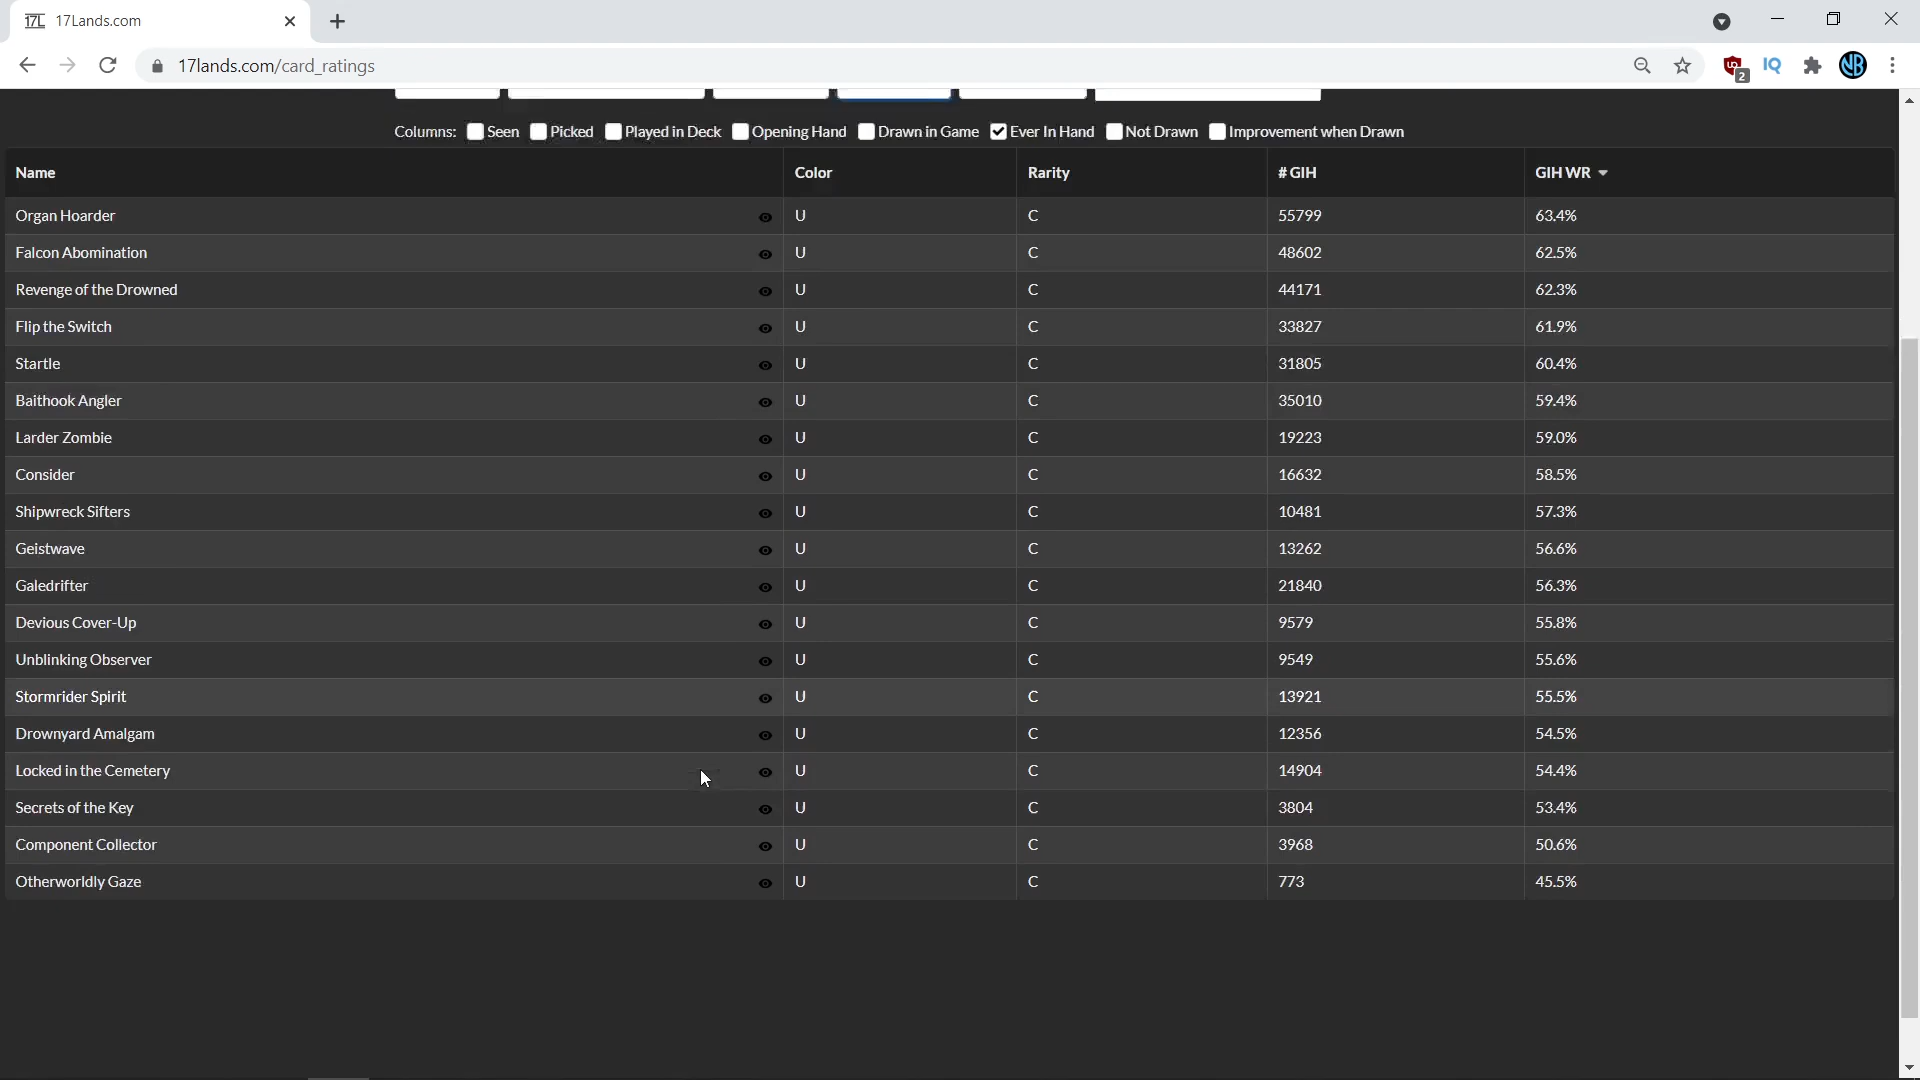 17L 17Lands.com
17lands.com/card_ratings
2 IQ NB
Columns: Seen Picked Played in Deck Opening Hand Drawn in Game Ever In Hand Not Drawn Improvement when Drawn
Name Color Rarity # GIH GIH WR
Organ Hoarder U C 55799 63.4%
Falcon Abomination U C 48602 62.5%
Revenge of the Drowned U C 44171 62.3%
Flip the Switch U C 33827 61.9%
Startle U C 31805 60.4%
Baithook Angler U C 35010 59.4%
Larder Zombie U C 19223 59.0%
Consider U C 16632 58.5%
Shipwreck Sifters U C 10481 57.3%
Geistwave U C 13262 56.6%
Galedrifter U C 21840 56.3%
Devious Cover-Up U C 9579 55.8%
Unblinking Observer U C 9549 55.6%
Stormrider Spirit U C 13921 55.5%
Drownyard Amalgam U C 12356 54.5%
Locked in the Cemetery U C 14904 54.4%
Secrets of the Key U C 3804 53.4%
Component Collector U C 3968 50.6%
Otherworldly Gaze U C 773 45.5%